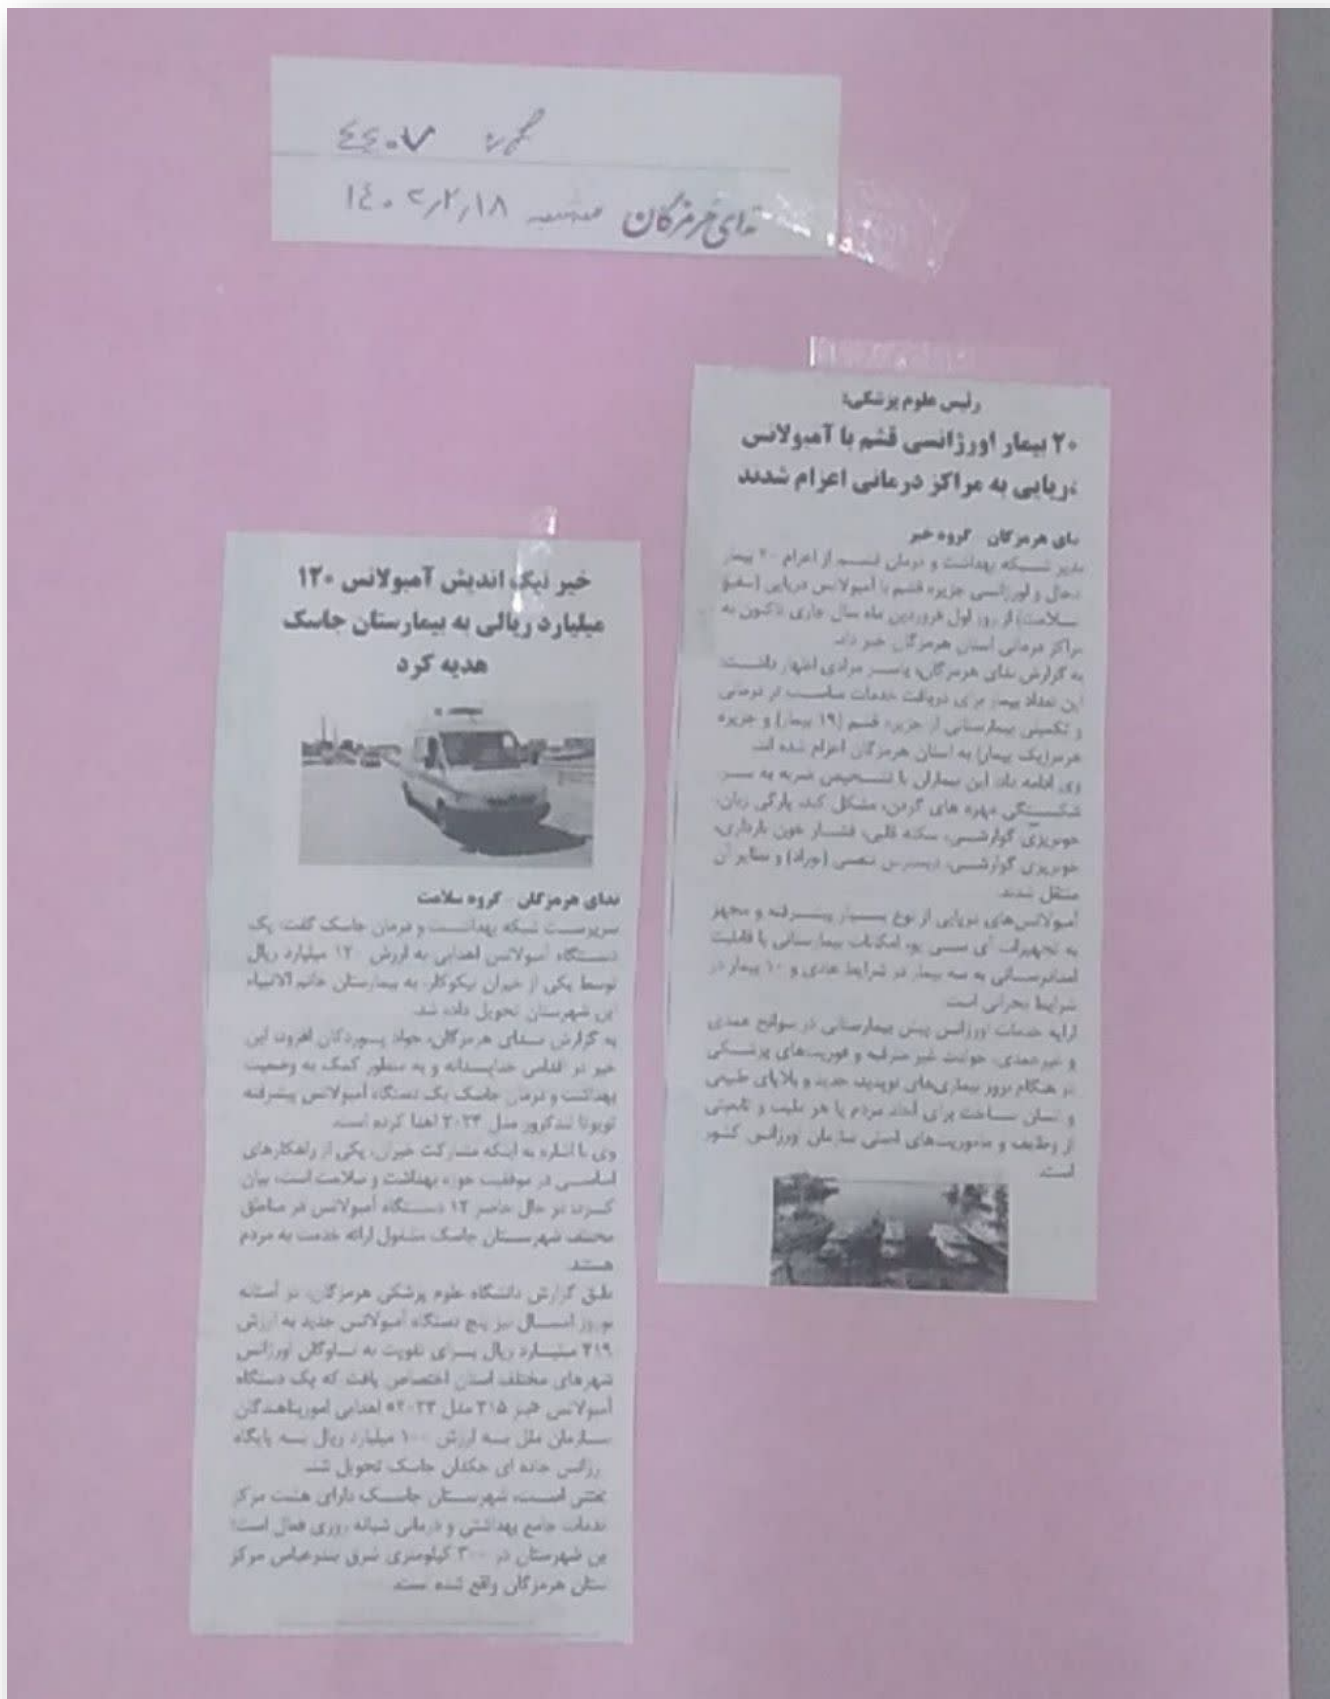 نمره ٤٤٠٧
ندای هرمزگان ١٤٠٢٫٢٫١٨
رئیس علوم پزشکی:
۲۰ بیمار اورژانسی قشم با آمبولانس
دریایی به مراکز درمانی اعزام شدند
ندای هرمزگان - گروه خبر
مدیر شبکه بهداشت و درمان قشم از اعزام ۲۰ بیمار
بدحال و اورژانسی جزیره قشم با آمبولانس دریایی
سلامت) از روز اول فروردین ماه سال جاری تاکنون به
مراکز درمانی استان هرمزگان خبر داد.
به گزارش ندای هرمزگان، یاسر مرادی اظهار داشت:
این تعداد بیمار برای دریافت خدمات مناسب تر درمانی
و تکمیلی بیمارستانی از جزیره قشم (۱۹ بیمار) و جزیره
هرمز(یک بیمار) به استان هرمزگان اعزام شده اند.
وی ادامه داد: این بیماران با تشخیص ضربه به سر،
شکستگی مهره های گردن، مشکل کبد، پارگی زبان،
خونریزی گوارشی، سکته قلبی، فشار خون بارداری،
خونریزی گوارشی، دیسترس تنفسی (نوزاد) و سایر آن
منتقل شدند.
آمبولانس‌های دریایی از نوع بسیار پیشرفته و مجهز
به تجهیزات آی سی یو، امکانات بیمارستانی با قابلیت
امدادرسانی به سه بیمار در شرایط عادی و ۱۰ بیمار در
شرایط بحرانی است.
ارایه خدمات اورژانس پیش بیمارستانی در سوانح عمدی
و غیرعمدی، حوادث غیر مترقبه و فوریت‌های پزشکی
در هنگام بروز بیماری‌های نوپدید، جدید و بلایای طبیعی
و انسان ساخت برای آحاد مردم با هر ملیت و تابعیتی
از وظایف و ماموریت‌های اصلی سازمان اورژانس کشور
است.
خبر نیک اندیش آمبولانس ۱۲۰
میلیارد ریالی به بیمارستان جاسک
هدیه کرد
ندای هرمزگان - گروه سلامت
سرپرست شبکه بهداشت و درمان جاسک گفت: یک
دستگاه آمبولانس اهدایی به ارزش ۱۲۰ میلیارد ریال
توسط یکی از خیران نیکوکار، به بیمارستان خاتم الانبیاء
این شهرستان تحویل داده شد.
به گزارش ندای هرمزگان، جواد افزود: این
خیر در اقدامی خداپسندانه و به منظور کمک به وضعیت
بهداشت و درمان جاسک یک دستگاه آمبولانس پیشرفته
تویوتا لندکروز مدل ۲۰۲۳ اهدا کرده است.
وی با اشاره به اینکه مشارکت خیران، یکی از راهکارهای
اساسی در موفقیت حوزه بهداشت و سلامت است، بیان
کرد: در حال حاضر ۱۲ دستگاه آمبولانس در مناطق
مختلف شهرستان جاسک مشغول ارائه خدمت به مردم
هستند.
طبق گزارش دانشگاه علوم پزشکی هرمزگان، در آستانه
نوروز امسال نیز پنج دستگاه آمبولانس جدید به ارزش
۲۱۹ میلیارد ریال برای تقویت ناوگان اورژانس
شهرهای مختلف استان اختصاص یافت که یک دستگاه
آمبولانس «بنز ۳۱۵ مدل ۲۰۲۳» اهدایی امورپناهندگان
سازمان ملل به ارزش ۱۰۰ میلیارد ریال به پایگاه
اورژانس جاده ای جکدان جاسک تحویل شد.
گفتنی است، شهرستان جاسک دارای هشت مرکز
خدمات جامع بهداشتی و درمانی شبانه روزی فعال است؛
این شهرستان در ۳۰۰ کیلومتری شرق بندرعباس مرکز
استان هرمزگان واقع شده است.